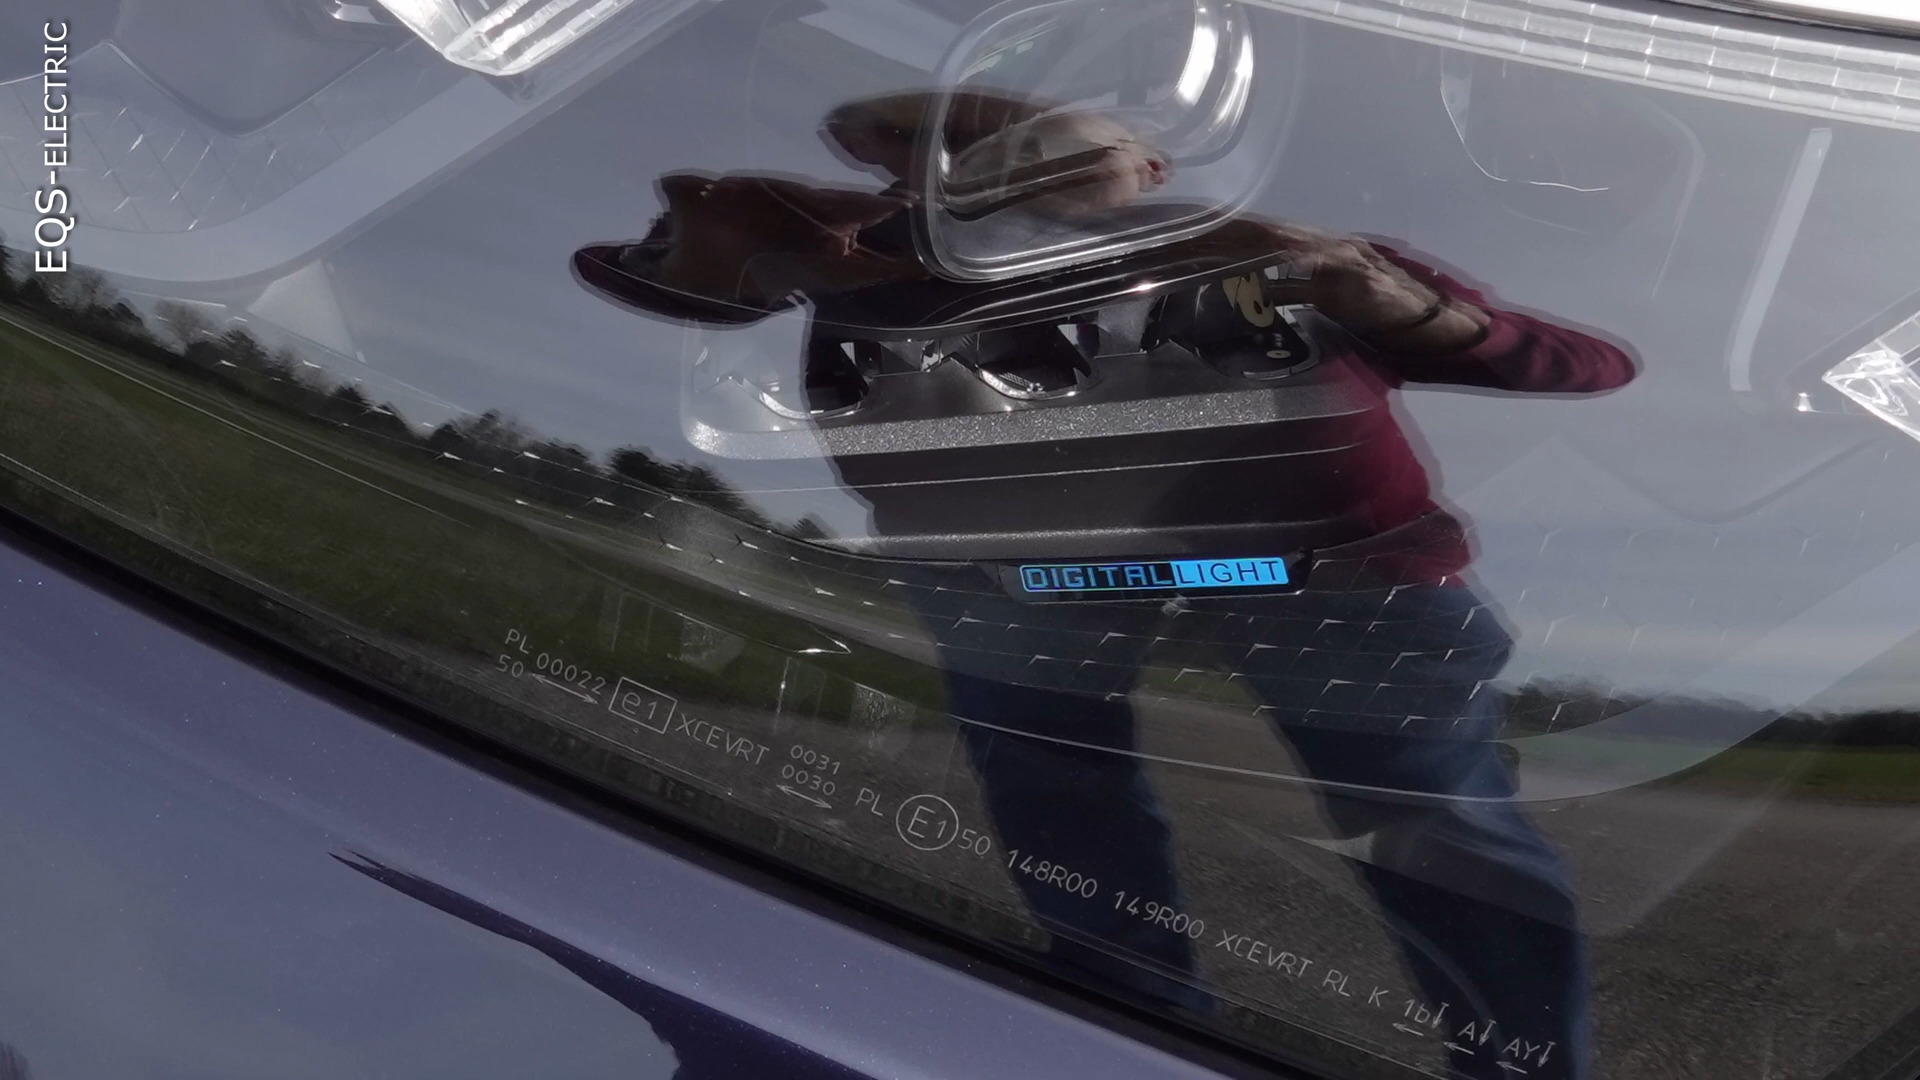 EQS-ELECTRIC
DIGITAL LIGHT
PL 00022 e1 XCEVRT 0031 PL E1 50 148R00 149R00 XCEVRT RL K 1b A AY
50 0030